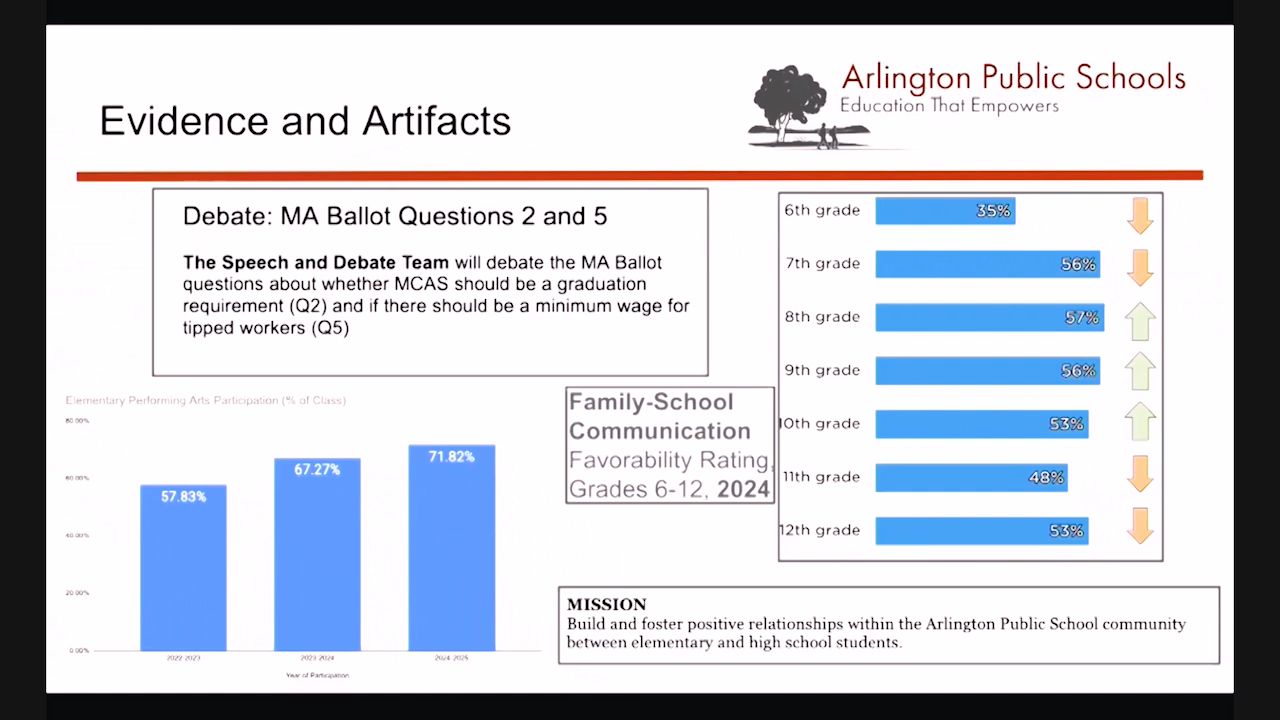 Arlington Public Schools
Education That Empowers
Evidence and Artifacts
Debate: MA Ballot Questions 2 and 5
The Speech and Debate Team will debate the MA Ballot
questions about whether MCAS should be a graduation
requirement (Q2) and if there should be a minimum wage for
tipped workers (Q5)
6th grade 35%
7th grade 56%
8th grade 57%
9th grade 56%
10th grade 53%
11th grade 48%
12th grade 53%
Family-School
Communication
Favorability Rating,
Grades 6-12, 2024
Elementary Performing Arts Participation (% of Class)
80.00%
60.00%
40.00%
20.00%
0.00%
57.83%
67.27%
71.82%
2022-2023
2023-2024
2024-2025
Year of Participation
MISSION
Build and foster positive relationships within the Arlington Public School community
between elementary and high school students.